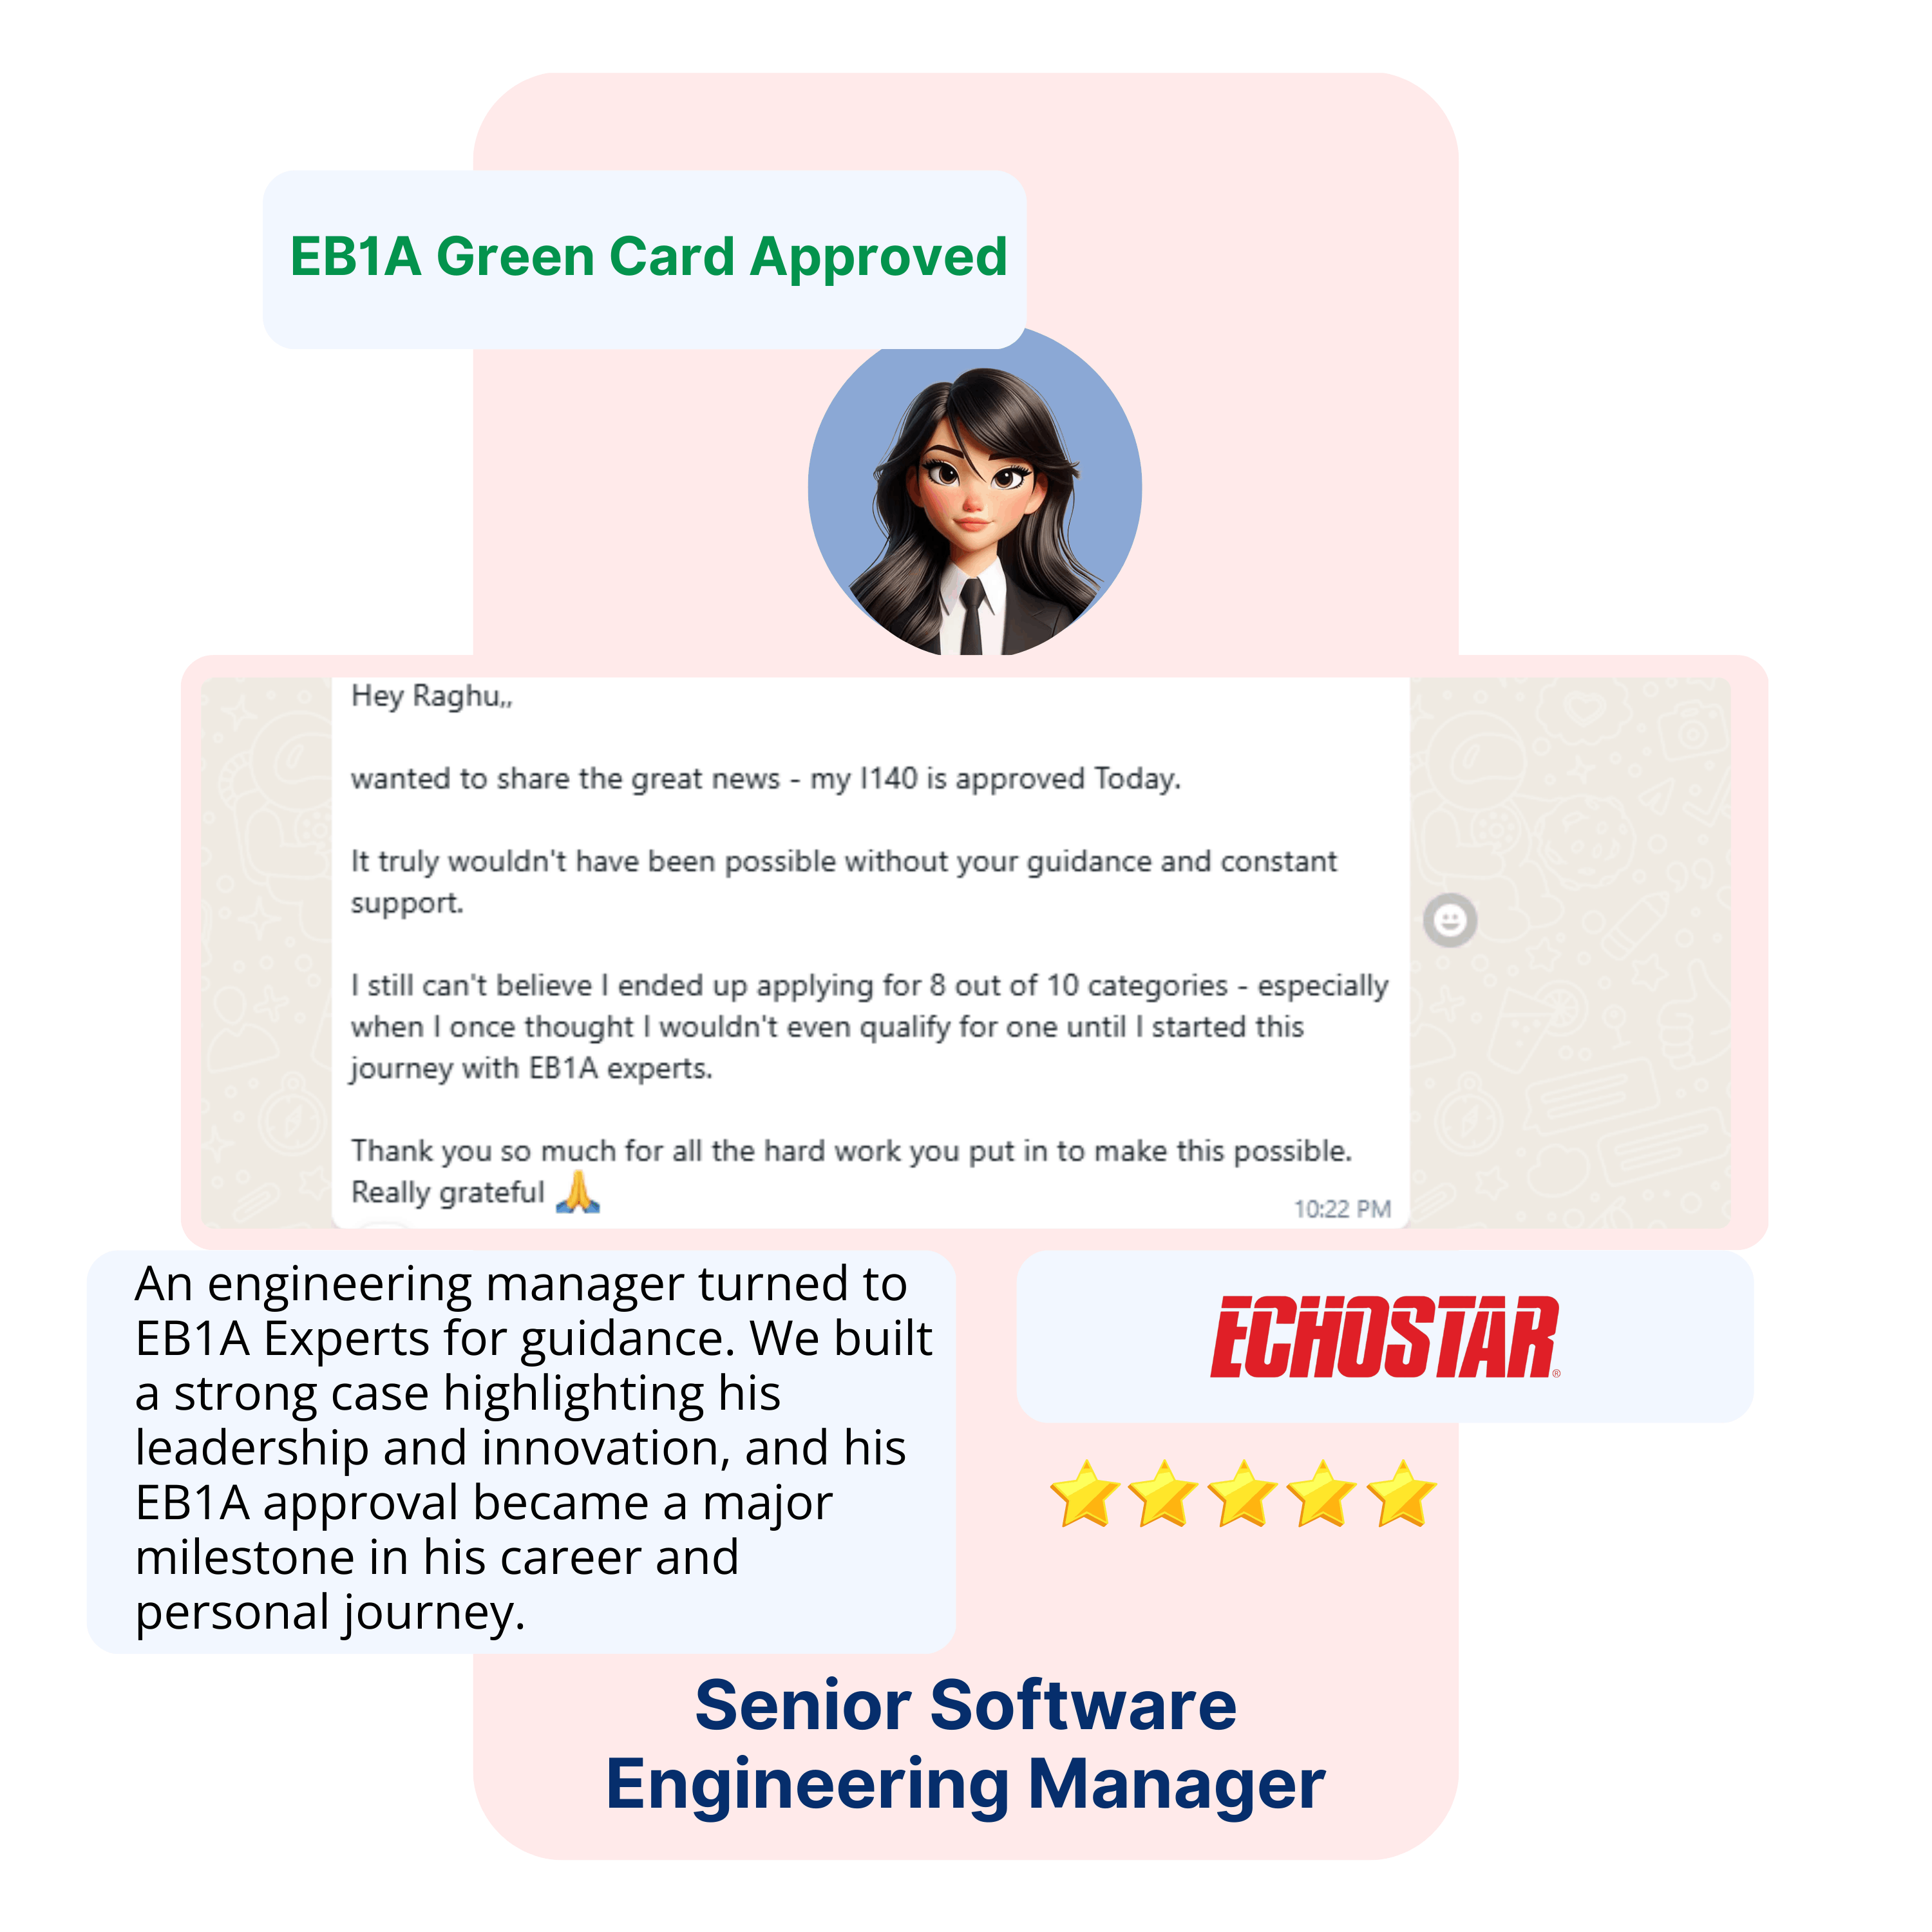 EB1A Green Card Approved
Hey Raghu,,
wanted to share the great news - my I140 is approved Today.
It truly wouldn't have been possible without your guidance and constant
support.
I still can't believe I ended up applying for 8 out of 10 categories - especially
when I once thought I wouldn't even qualify for one until I started this
journey with EB1A experts.
Thank you so much for all the hard work you put in to make this possible.
Really grateful 🙏
10:22 PM
An engineering manager turned to
EB1A Experts for guidance. We built
a strong case highlighting his
leadership and innovation, and his
EB1A approval became a major
milestone in his career and
personal journey.
ECHOSTAR®
Senior Software
Engineering Manager